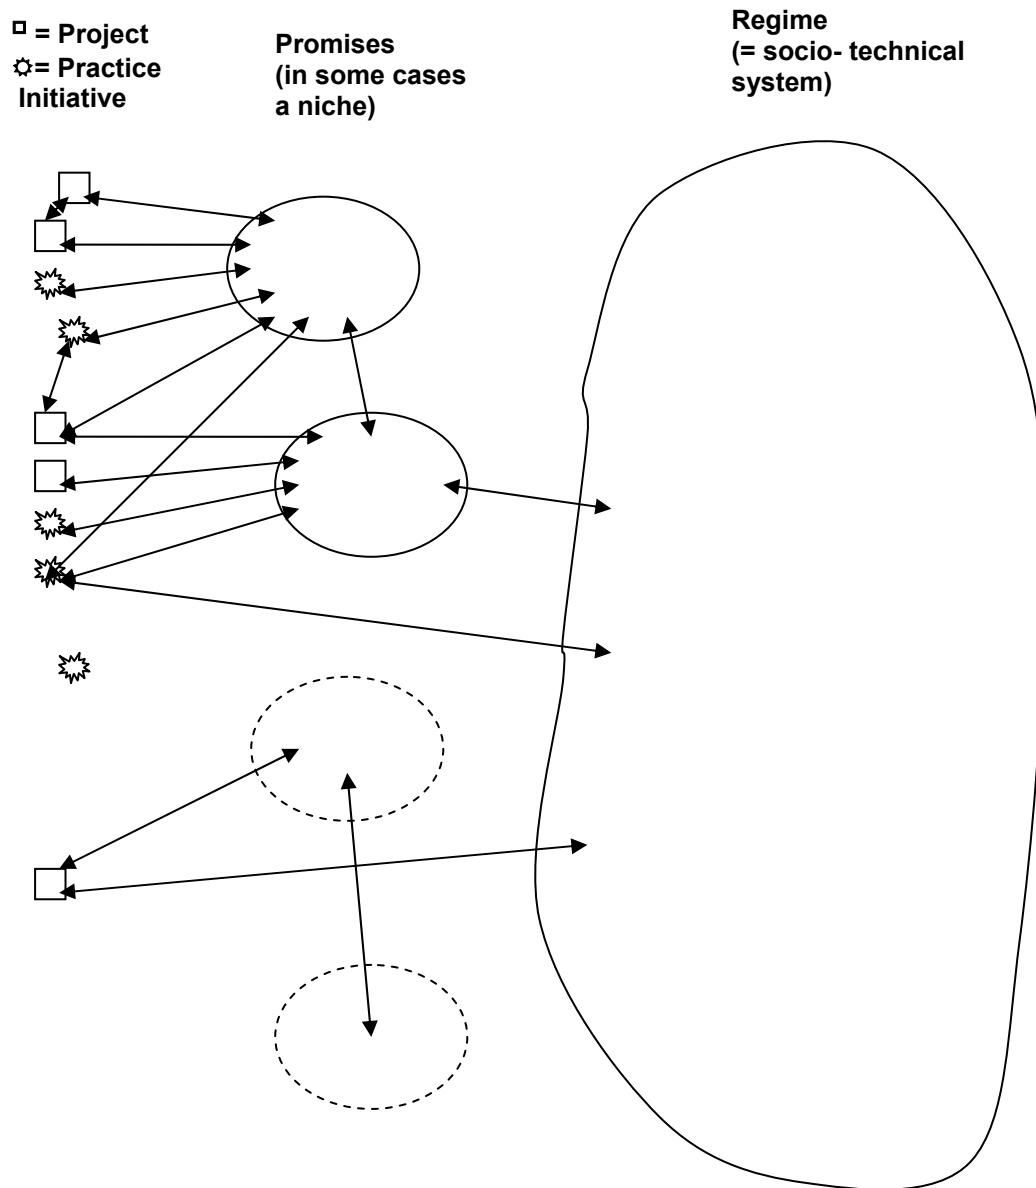 = Project
= Practice
Initiative
Promises
(in some cases
a niche)
Regime
(= socio- technical
system)